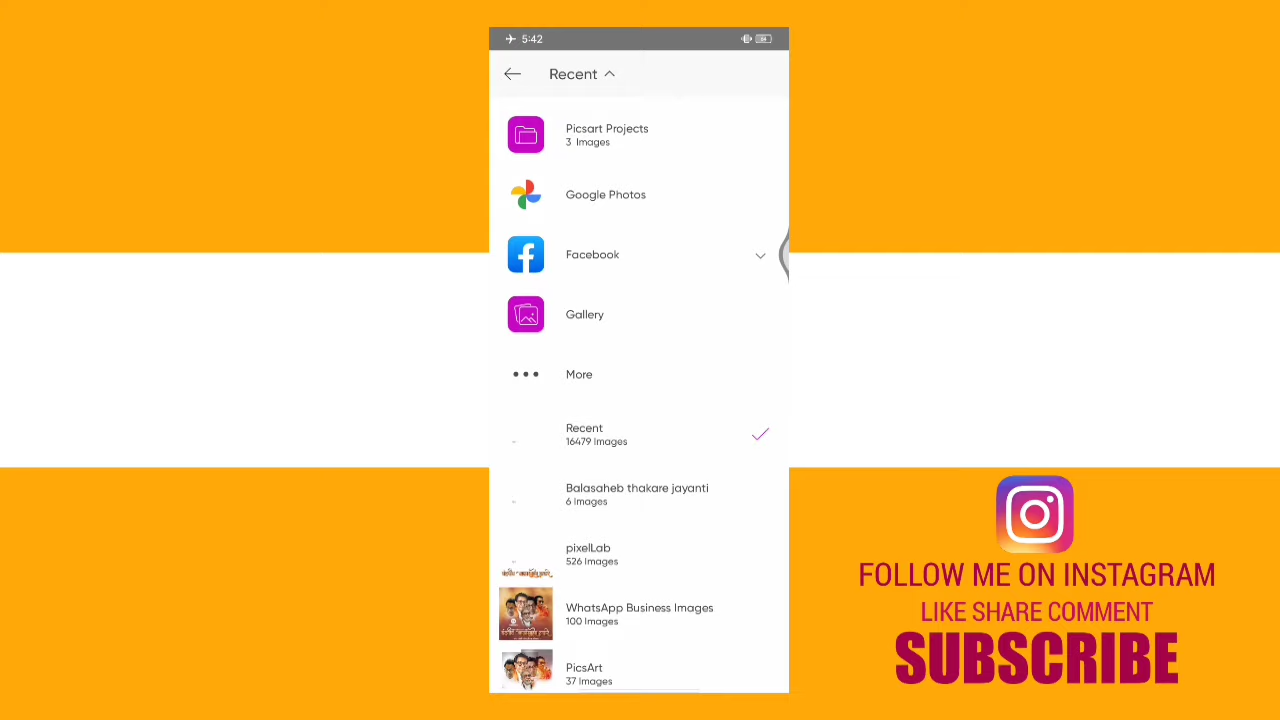 5:42
Recent
Picsart Projects
3 Images
Google Photos
Facebook
Gallery
More
Recent
16479 Images
Balasaheb thakare jayanti
6 Images
pixelLab
526 Images
WhatsApp Business Images
100 Images
PicsArt
37 Images
FOLLOW ME ON INSTAGRAM
LIKE SHARE COMMENT
SUBSCRIBE